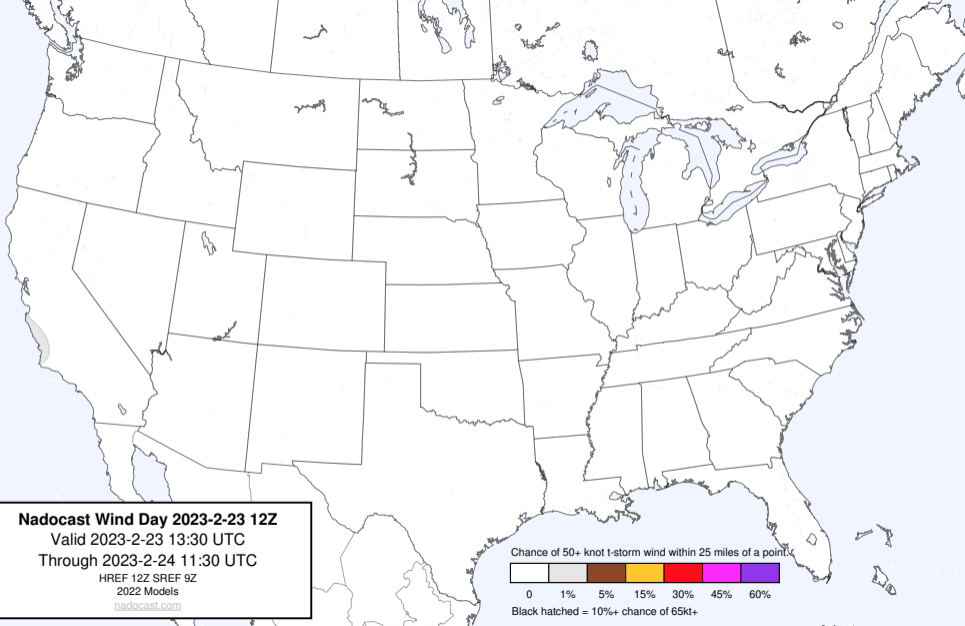 Nadocast Wind Day 2023-2-23 12Z
Valid 2023-2-23 13:30 UTC
Through 2023-2-24 11:30 UTC
HREF 12Z SREF 9Z
2022 Models
nadocast.com
Chance of 50+ knot t-storm wind within 25 miles of a point.
0 1% 5% 15% 30% 45% 60%
Black hatched = 10%+ chance of 65kt+